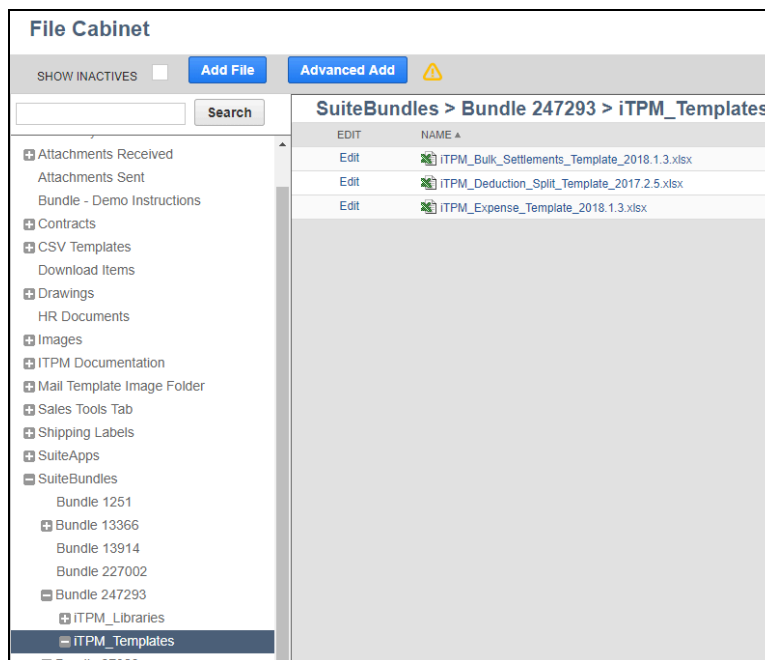 File Cabinet
SHOW INACTIVES
Add File
Advanced Add
Search
Attachments Received
Attachments Sent
Bundle - Demo Instructions
Contracts
CSV Templates
Download Items
Drawings
HR Documents
Images
ITPM Documentation
Mail Template Image Folder
Sales Tools Tab
Shipping Labels
SuiteApps
SuiteBundles
Bundle 1251
Bundle 13366
Bundle 13914
Bundle 227002
Bundle 247293
iTPM_Libraries
iTPM_Templates
SuiteBundles > Bundle 247293 > iTPM_Templates
EDIT NAME
Edit iTPM_Bulk_Settlements_Template_2018.1.3.xlsx
Edit iTPM_Deduction_Split_Template_2017.2.5.xlsx
Edit iTPM_Expense_Template_2018.1.3.xlsx